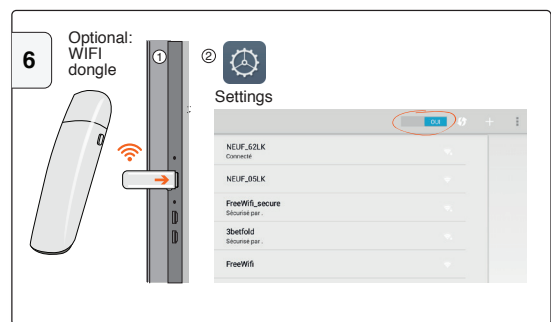 6
Optional:
WIFI
dongle
1
2
Settings
OUI
NEUF_62LK
Connecté
NEUF_05LK
FreeWifi_secure
Sécurisé par .
3betfold
Sécurisé par .
FreeWifi